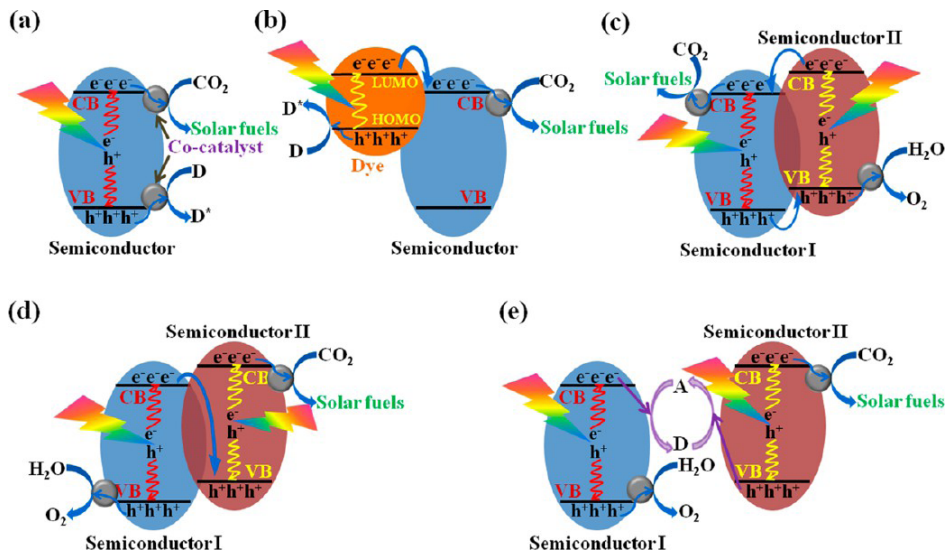 (a)
e⁻e⁻e⁻
CO₂
CB
Solar fuels
e⁻
Co-catalyst
h⁺
D
VB
h⁺h⁺h⁺
D*
Semiconductor
(b)
e⁻e⁻e⁻
LUMO
e⁻e⁻e⁻
CO₂
D*
CB
HOMO
Solar fuels
D
h⁺h⁺h⁺
Dye
VB
Semiconductor
(c)
Semiconductor II
CO₂
e⁻e⁻e⁻
Solar fuels
e⁻e⁻e⁻
CB
CB
e⁻
e⁻
h⁺
h⁺
H₂O
VB
VB
h⁺h⁺h⁺
h⁺h⁺h⁺
O₂
Semiconductor I
(d)
Semiconductor II
e⁻e⁻e⁻
CO₂
e⁻e⁻e⁻
CB
CB
Solar fuels
e⁻
e⁻
h⁺
h⁺
H₂O
VB
VB
h⁺h⁺h⁺
O₂
h⁺h⁺h⁺
Semiconductor I
(e)
Semiconductor II
e⁻e⁻e⁻
CO₂
e⁻e⁻e⁻
A
CB
CB
Solar fuels
e⁻
e⁻
h⁺
D
h⁺
H₂O
VB
VB
h⁺h⁺h⁺
h⁺h⁺h⁺
O₂
Semiconductor I